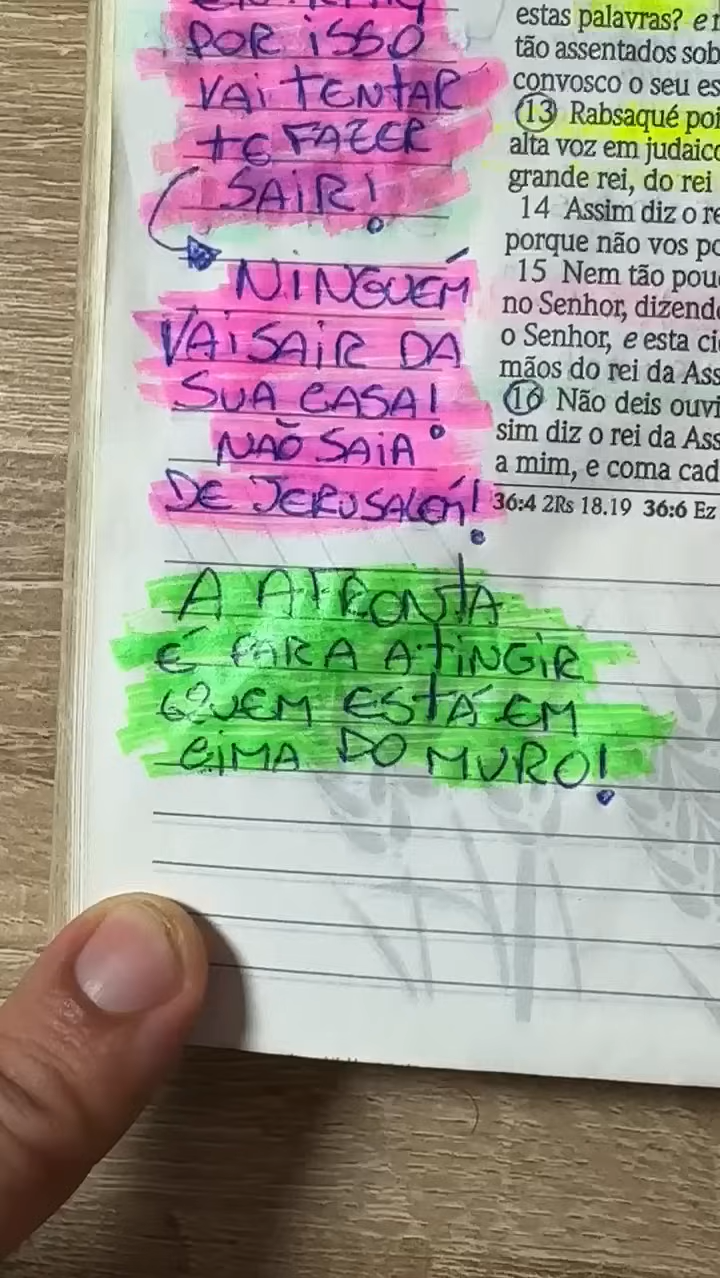 POR ISSO
VAI TENTAR
TE FAZER
SAIR!
NINGUÉM
VAI SAIR DA
SUA CASA!
NÃO SAIA
DE JERUSALÉM!
A AFRONTA
É PARA ATINGIR
QUEM ESTÁ EM
CIMA DO MURO!
estas palavras? e
tão assentados sob
convosco o seu es
13 Rabsaqué poi
alta voz em judaico
grande rei, do rei
14 Assim diz o re
porque não vos po
15 Nem tão pou
no Senhor, dizend
o Senhor, e esta ci
mãos do rei da Ass
16 Não deis ouvi
sim diz o rei da Ass
a mim, e coma cad
36:4 2Rs 18.19 36:6 Ez